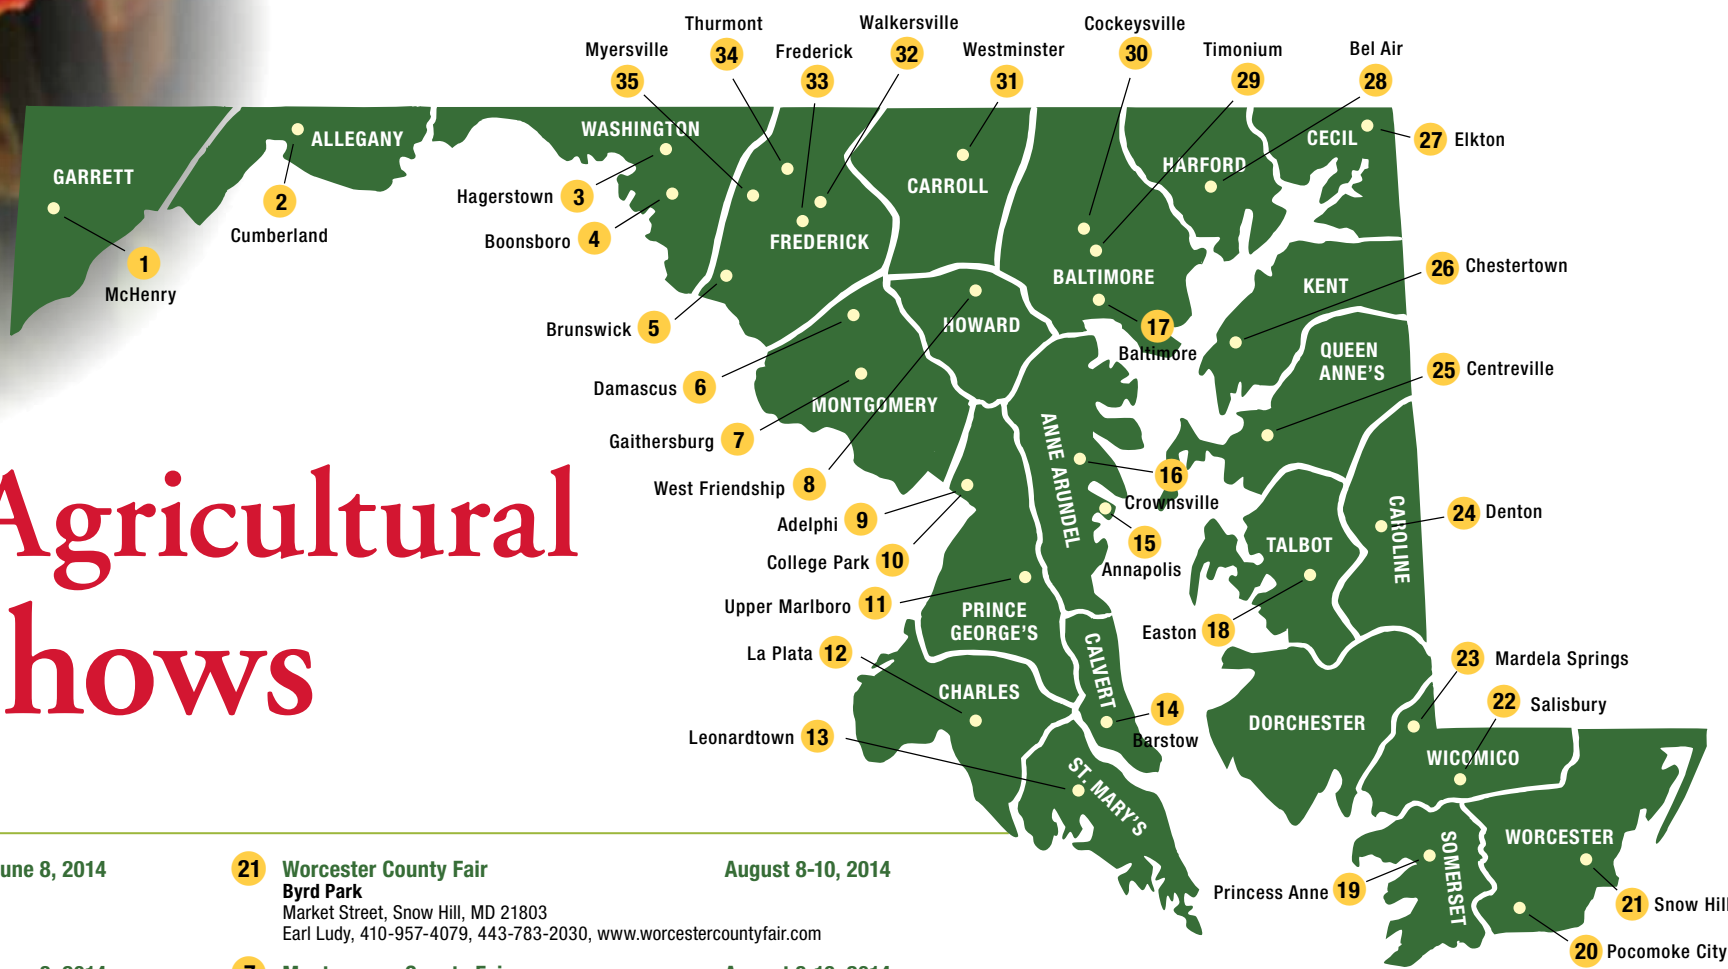 Cockeysville
30
Thurmont
34
Walkersville
32
Myersville
35
Frederick
33
Westminster
31
Timonium
29
Bel Air
28
GARRETT
ALLEGANY
WASHINGTON
FREDERICK
CARROLL
BALTIMORE
HARFORD
CECIL
27 Elkton
1
McHenry
2
Cumberland
Hagerstown 3
Boonsboro 4
Brunswick 5
Damascus 6
Gaithersburg 7
West Friendship 8
Adelphi 9
College Park 10
Upper Marlboro 11
La Plata 12
Leonardtown 13
HOWARD
MONTGOMERY
ANNE ARUNDEL
PRINCE
GEORGE'S
CALVERT
CHARLES
ST. MARY'S
17
Baltimore
16
Crownsville
15
Annapolis
14
Barstow
KENT
26 Chestertown
QUEEN
ANNE'S
25 Centreville
CAROLINE
24 Denton
TALBOT
Easton 18
DORCHESTER
23 Mardela Springs
22 Salisbury
WICOMICO
SOMERSET
WORCESTER
Princess Anne 19
21 Snow Hill
20 Pocomoke City
Agricultural
hows
une 8, 2014
21 Worcester County Fair August 8-10, 2014
Byrd Park
Market Street, Snow Hill, MD 21803
Earl Ludy, 410-957-4079, 443-783-2030, www.worcestercountyfair.com